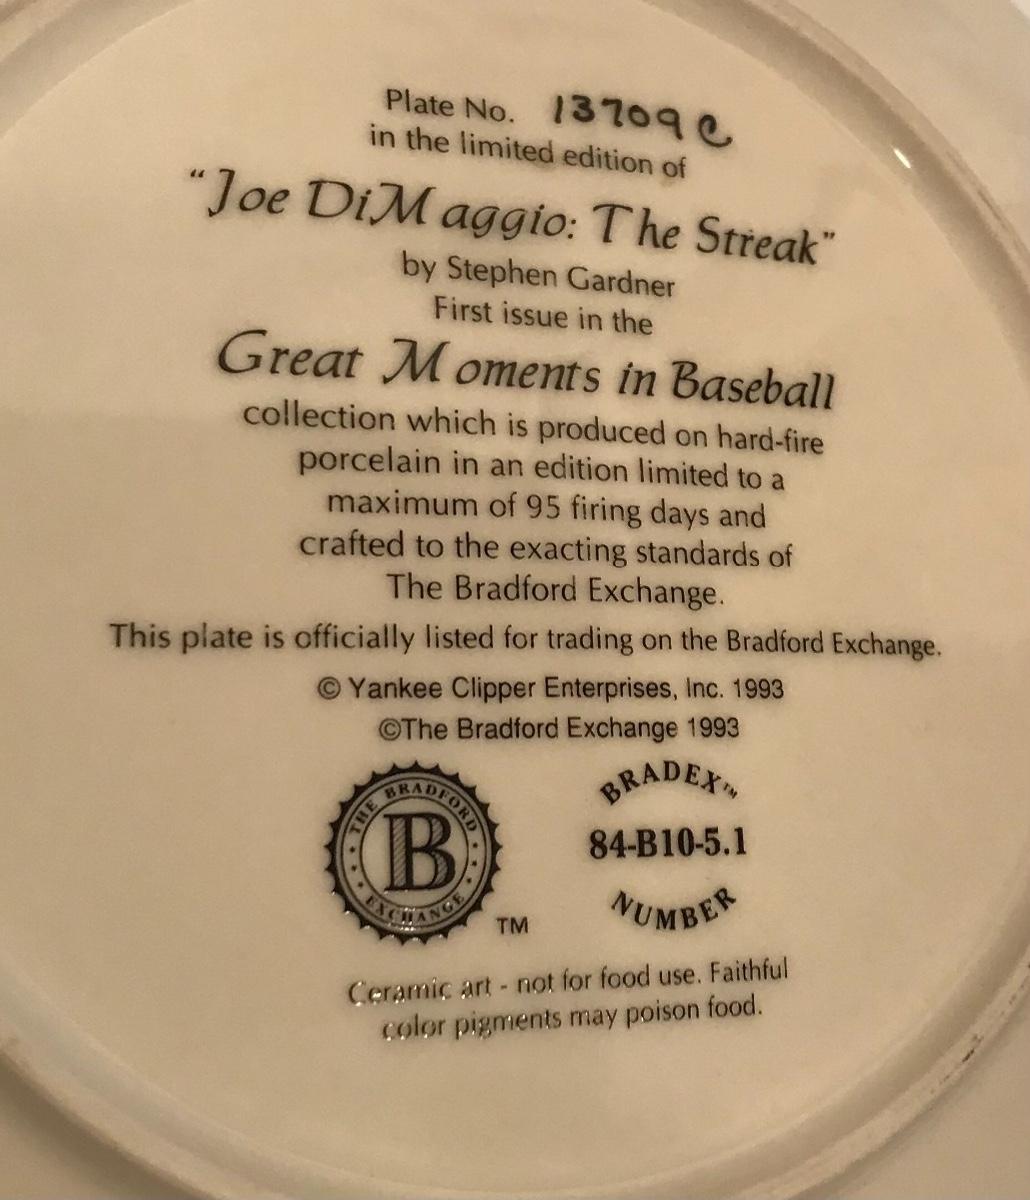 Plate No. 13709C
in the limited edition of
"Joe DiMaggio: The Streak"
by Stephen Gardner
First issue in the
Great Moments in Baseball
collection which is produced on hard-fire
porcelain in an edition limited to a
maximum of 95 firing days and
crafted to the exacting standards of
The Bradford Exchange.
This plate is officially listed for trading on the Bradford Exchange.
© Yankee Clipper Enterprises, Inc. 1993
©The Bradford Exchange 1993
THE BRADFORD
B
EXCHANGE
TM
BRADEX™
84-B10-5.1
NUMBER
Ceramic art - not for food use. Faithful
color pigments may poison food.